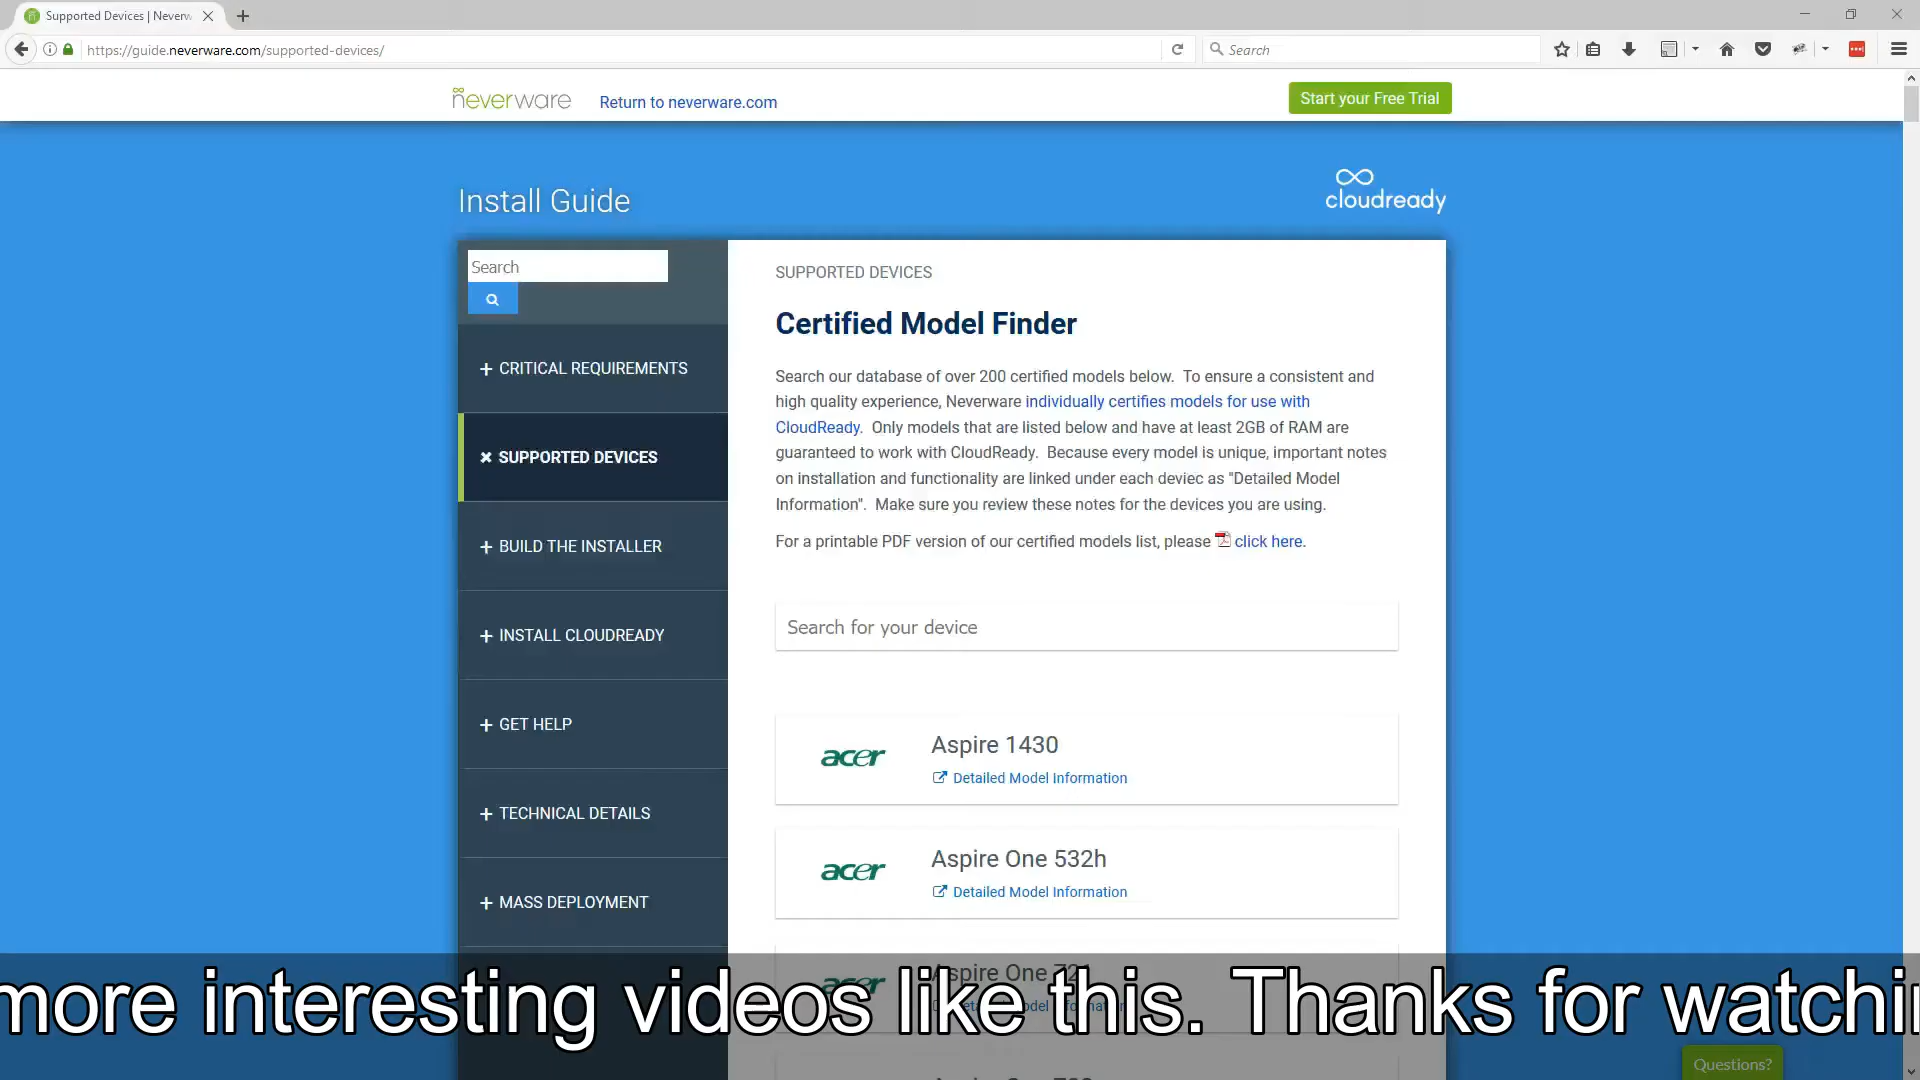 Supported Devices | Neverw
https://guide.neverware.com/supported-devices/
Search
neverware
Return to neverware.com
Start your Free Trial
Install Guide
cloudready
Search
CRITICAL REQUIREMENTS
SUPPORTED DEVICES
BUILD THE INSTALLER
INSTALL CLOUDREADY
GET HELP
TECHNICAL DETAILS
MASS DEPLOYMENT
SUPPORTED DEVICES
Certified Model Finder
Search our database of over 200 certified models below. To ensure a consistent and
high quality experience, Neverware individually certifies models for use with
CloudReady. Only models that are listed below and have at least 2GB of RAM are
guaranteed to work with CloudReady. Because every model is unique, important notes
on installation and functionality are linked under each deviec as "Detailed Model
Information". Make sure you review these notes for the devices you are using.
For a printable PDF version of our certified models list, please click here.
Search for your device
acer
Aspire 1430
Detailed Model Information
acer
Aspire One 532h
Detailed Model Information
acer
Aspire One
more interesting videos like this. Thanks for watchi
Questions?